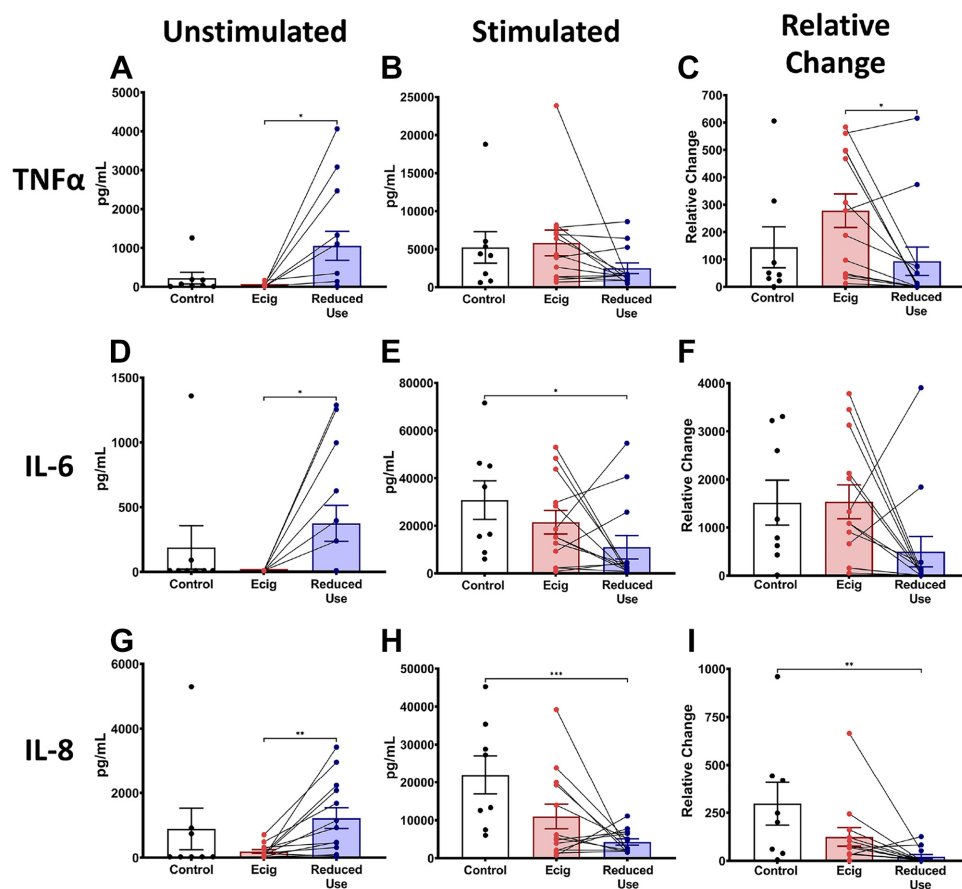 Unstimulated
Stimulated
Relative
Change
TNFα
A
pg/mL
5000
4000
3000
2000
1000
0
*
Control
Ecig
Reduced
Use
B
pg/mL
25000
20000
15000
10000
5000
0
Control
Ecig
Reduced
Use
C
Relative Change
700
600
500
400
300
200
100
0
*
Control
Ecig
Reduced
Use
IL-6
D
pg/mL
1500
1000
500
0
*
Control
Ecig
Reduced
Use
E
pg/mL
80000
60000
40000
20000
0
*
Control
Ecig
Reduced
Use
F
Relative Change
4000
3000
2000
1000
0
Control
Ecig
Reduced
Use
IL-8
G
pg/mL
6000
4000
2000
0
**
Control
Ecig
Reduced
Use
H
pg/mL
50000
40000
30000
20000
10000
0
***
Control
Ecig
Reduced
Use
I
Relative Change
1000
750
500
250
0
**
Control
Ecig
Reduced
Use